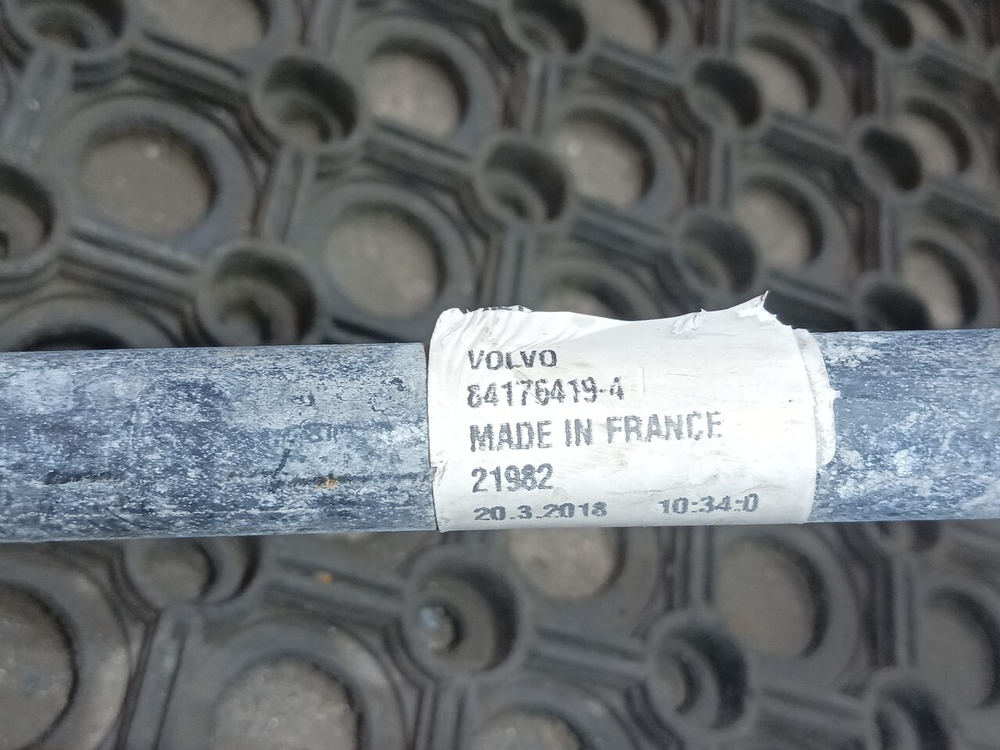 VOLVO
84176419-4
MADE IN FRANCE
21982
20.3.2018 10:34:0